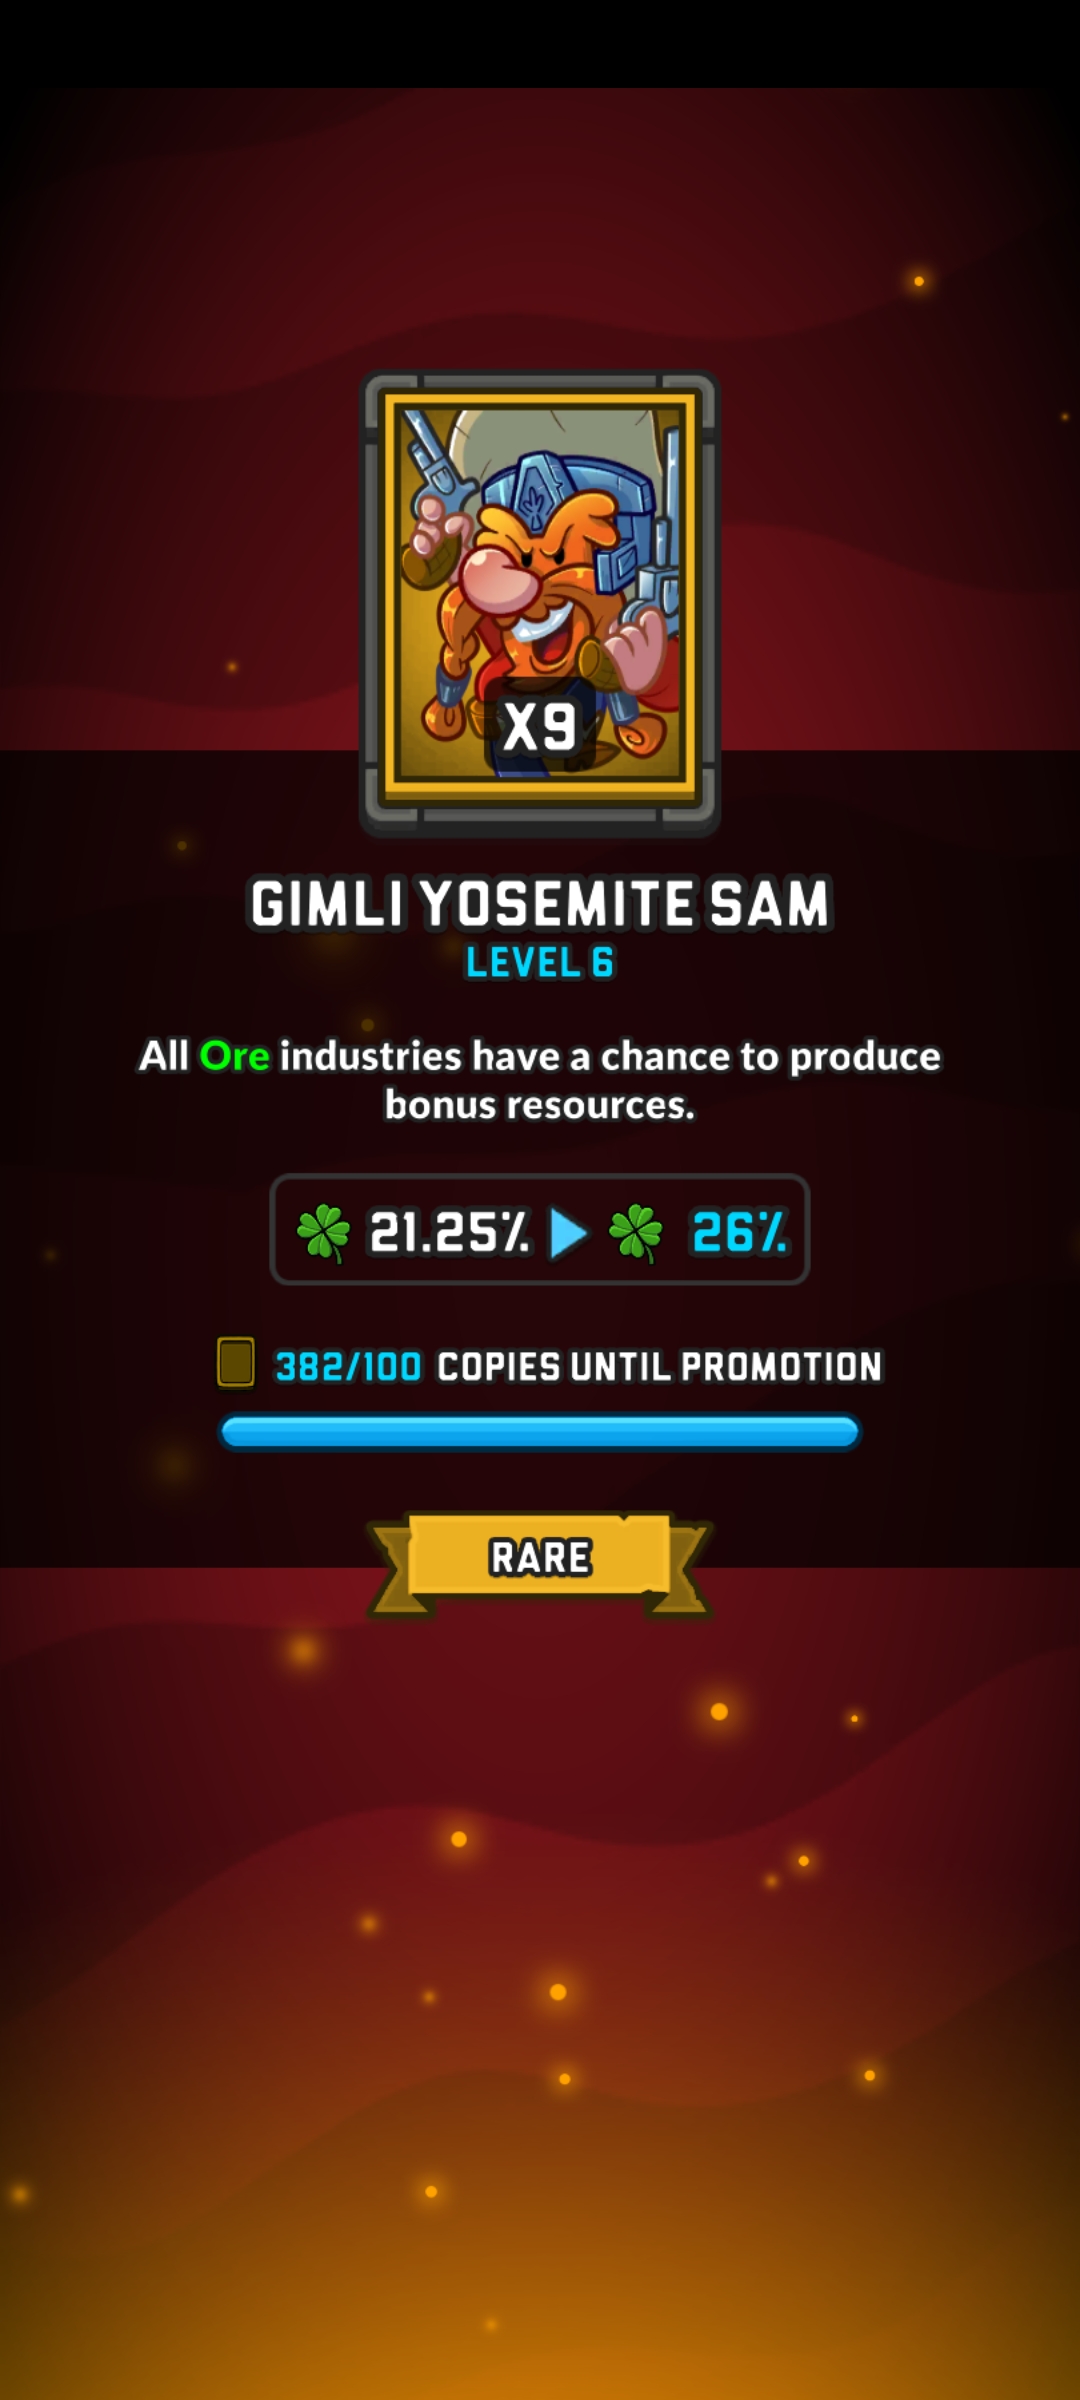 X9
GIMLI YOSEMITE SAM
LEVEL 6
All Ore industries have a chance to produce
bonus resources.
21.25% 26%
382/100 COPIES UNTIL PROMOTION
RARE